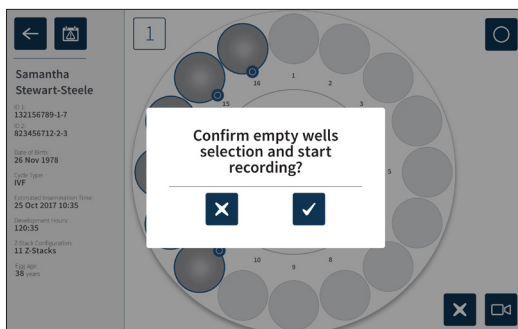 1
Samantha
Stewart-Steele
ID 1:
132156789-1-7
ID 2:
823456712-2-3
Date of Birth:
26 Nov 1978
Cycle Type:
IVF
Estimated Insemination Time:
25 Oct 2017 10:35
Development Hours:
120:35
Z-Stack Configuration:
11 Z-Stacks
Egg age:
38 years
16
1
2
15
3
Confirm empty wells
selection and start
recording?
5
10
9
8